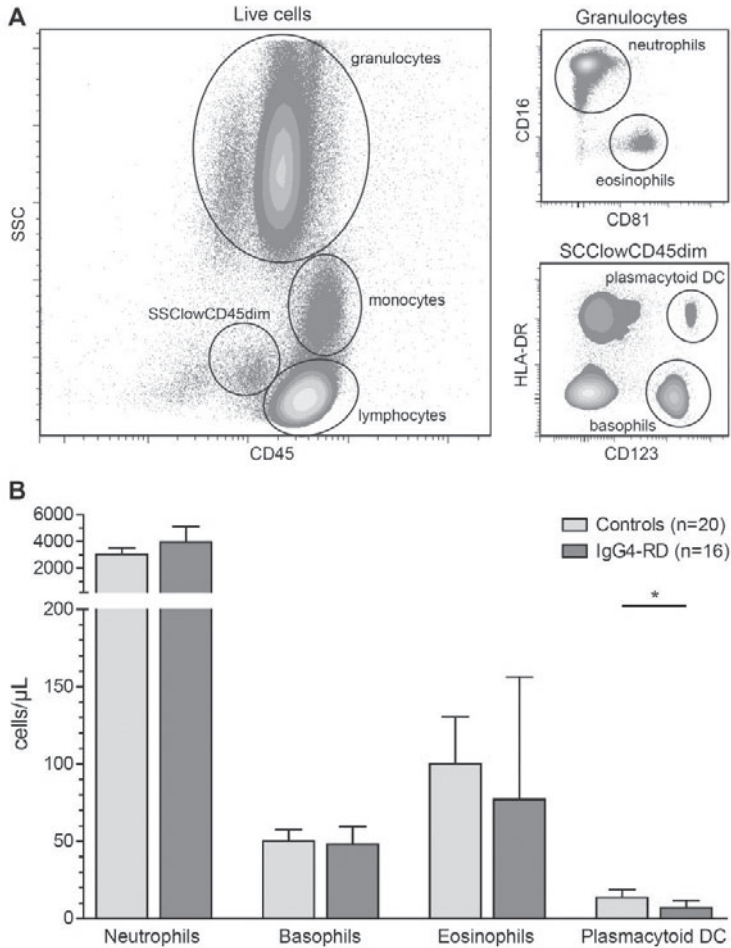 A
Live cells
granulocytes
monocytes
SSClowCD45dim
lymphocytes
SSC
CD45
Granulocytes
neutrophils
eosinophils
CD16
CD81
SCClowCD45dim
plasmacytoid DC
basophils
HLA-DR
CD123
B
6000
4000
2000
200
150
100
50
0
cells/µL
Controls (n=20)
IgG4-RD (n=16)
*
Neutrophils Basophils Eosinophils Plasmacytoid DC